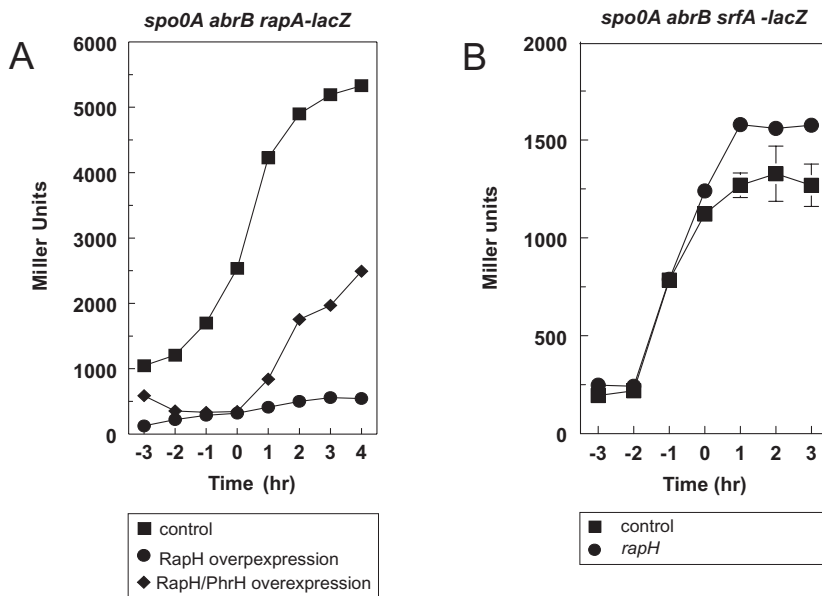 A
spo0A abrB rapA-lacZ
6000
5000
4000
3500
2500
2000
1000
0
Miller Units
-3 -2 -1 0 1 2 3 4
Time (hr)
control
RapH overpexpression
RapH/PhrH overexpression
B
spo0A abrB srfA -lacZ
2000
1500
1000
500
0
Miller units
-3 -2 -1 0 1 2 3
Time (hr)
control
rapH